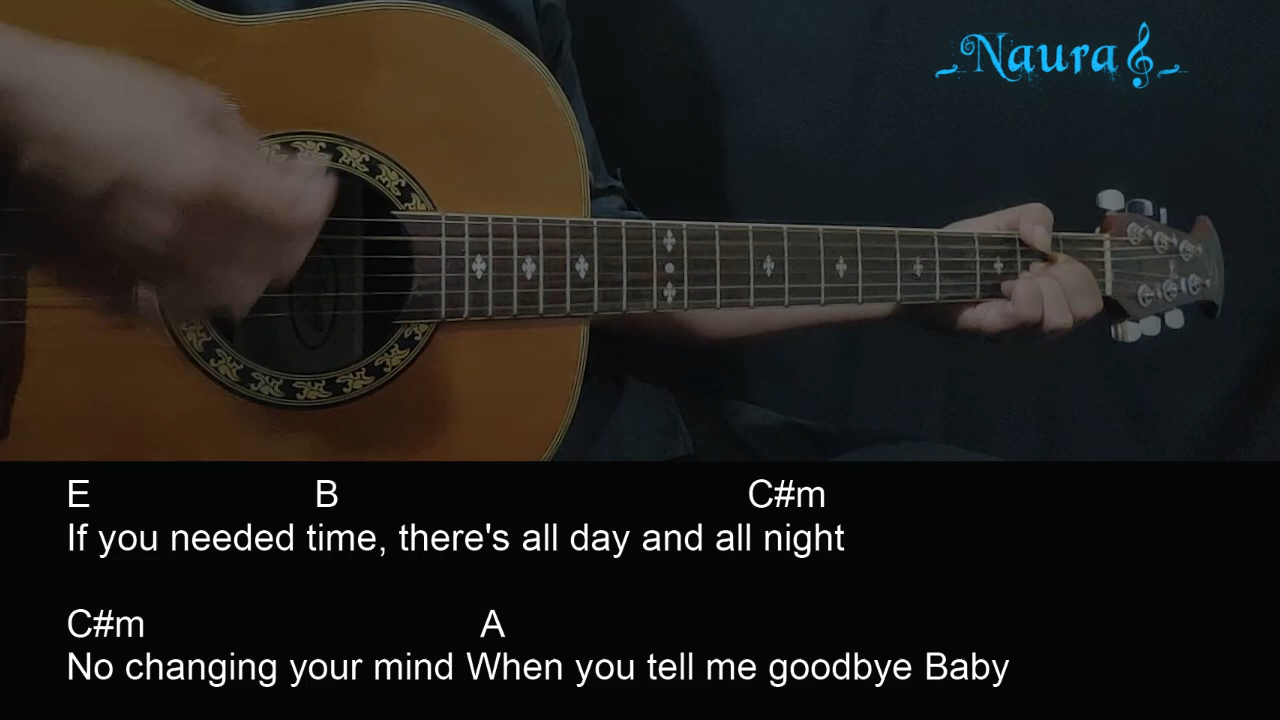 Naura
E B C#m
If you needed time, there's all day and all night
C#m A
No changing your mind When you tell me goodbye Baby